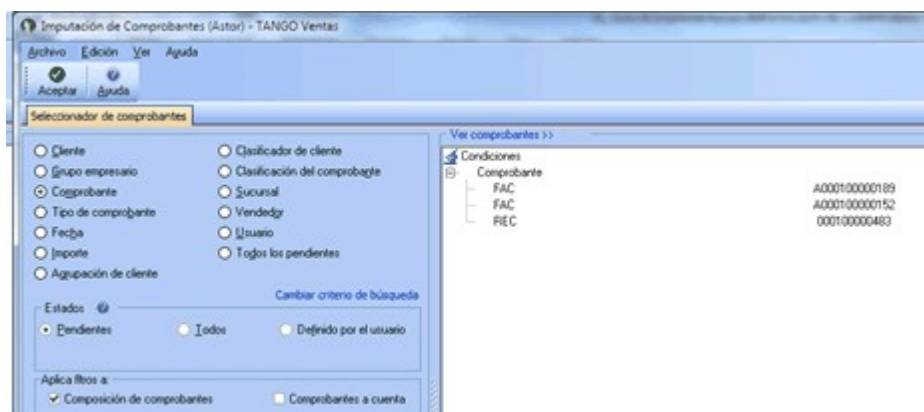 Imputación de Comprobantes (Astor) - TANGO Ventas
Archivo Edición Ver Ayuda
Aceptar Ayuda
Seleccionador de comprobantes
Cliente
Grupo empresario
Comprobante
Tipo de comprobante
Fecha
Importe
Agrupación de cliente
Clasificador de cliente
Clasificación del comprobante
Sucursal
Vendedor
Usuario
Todos los pendientes
Cambiar criterio de búsqueda
Estados
Pendientes Todos Definido por el usuario
Aplica filtros a:
Composición de comprobantes Comprobantes a cuenta
Ver comprobantes >>
Condiciones
Comprobante
FAC A000100000189
FAC A000100000152
REC 000100000483